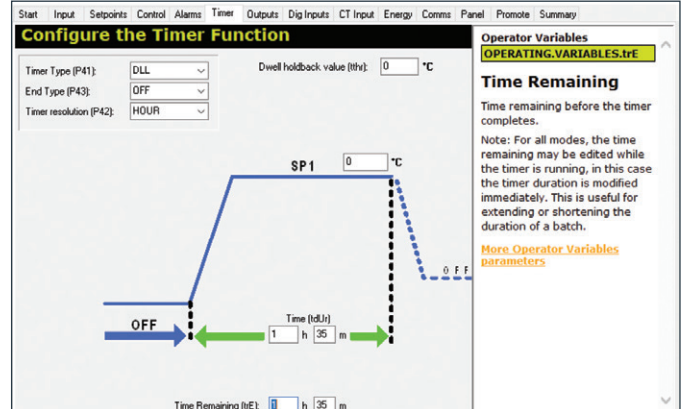 Start Input Setpoints Control Alarms Timer Outputs Dig Inputs CT Input Energy Comms Panel Promote Summary
Configure the Timer Function
Timer Type (P41): DLL
Dwell holdback value (tthr): 0 °C
End Type (P43): OFF
Timer resolution (P42): HOUR
SP1 0 °C
OFF
OFF
Time (tdUr)
1 h 35 m
Time Remaining (trE): 1 h 35 m
Operator Variables
OPERATING.VARIABLES.trE
Time Remaining
Time remaining before the timer
completes.
Note: For all modes, the time
remaining may be edited while
the timer is running, in this case
the timer duration is modified
immediately. This is useful for
extending or shortening the
duration of a batch.
More Operator Variables
parameters